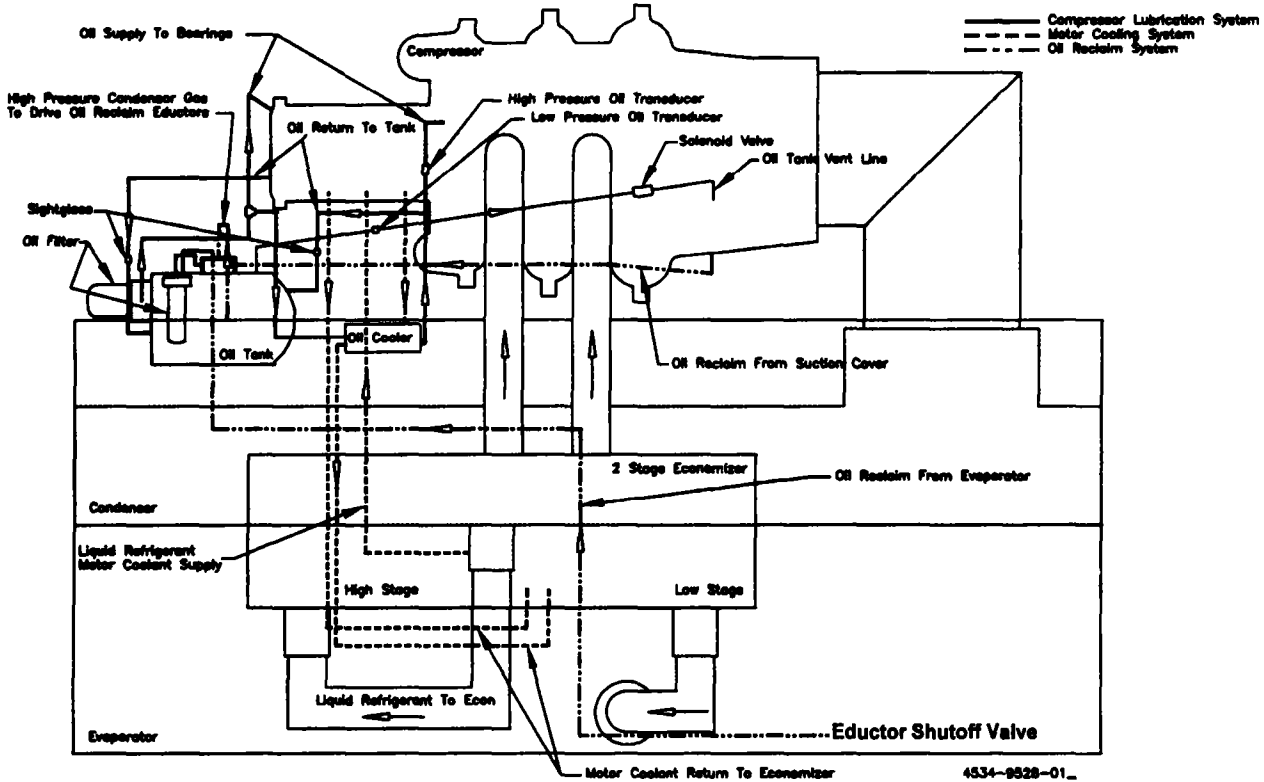 Compressor Lubrication System
Motor Cooling System
Oil Reclaim System
Oil Supply To Bearings
Compressor
High Pressure Condenser Gas
To Drive Oil Reclaim Eductors
High Pressure Oil Transducer
Low Pressure Oil Transducer
Oil Return To Tank
Solenoid Valve
Oil Tank Vent Line
Sightglass
Oil Filter
Oil Cooler
Oil Tank
Oil Reclaim From Suction Cover
2 Stage Economizer
Oil Reclaim From Evaporator
Condenser
Liquid Refrigerant
Motor Coolant Supply
High Stage
Low Stage
Liquid Refrigerant To Econ
Evaporator
Eductor Shutoff Valve
Motor Coolant Return To Economizer
4534-9528-01_